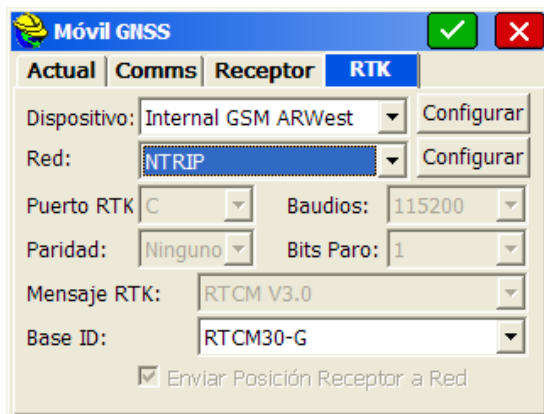 Móvil GNSS
Actual Comms Receptor RTK
Dispositivo: Internal GSM ARWest Configurar
Red: NTRIP Configurar
Puerto RTK C Baudios: 115200
Paridad: Ninguno Bits Paro: 1
Mensaje RTK: RTCM V3.0
Base ID: RTCM30-G
Enviar Posición Receptor a Red